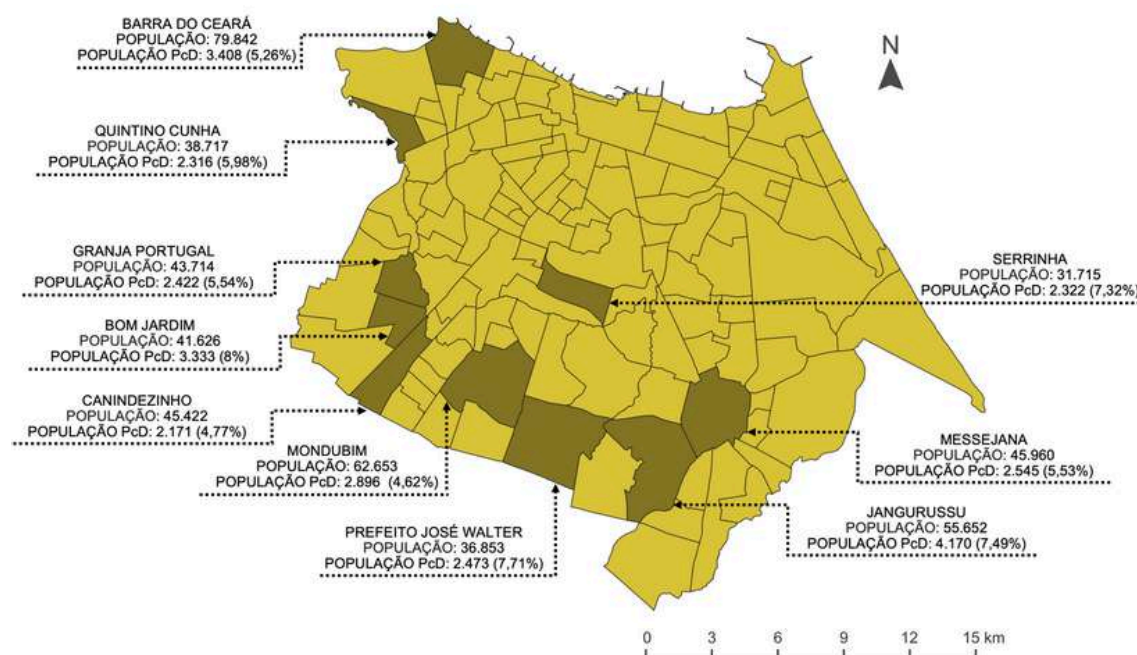 BARRA DO CEARÁ
POPULAÇÃO: 79.842
POPULAÇÃO PcD: 3.408 (5,26%)
N
QUINTINO CUNHA
POPULAÇÃO: 38.717
POPULAÇÃO PcD: 2.316 (5,98%)
GRANJA PORTUGAL
POPULAÇÃO: 43.714
POPULAÇÃO PcD: 2.422 (5,54%)
SERRINHA
POPULAÇÃO: 31.715
POPULAÇÃO PcD: 2.322 (7,32%)
BOM JARDIM
POPULAÇÃO: 41.626
POPULAÇÃO PcD: 3.333 (8%)
CANINDEZINHO
POPULAÇÃO: 45.422
POPULAÇÃO PcD: 2.171 (4,77%)
MONDUBIM
POPULAÇÃO: 62.653
POPULAÇÃO PcD: 2.896 (4,62%)
MESSEJANA
POPULAÇÃO: 45.960
POPULAÇÃO PcD: 2.545 (5,53%)
PREFEITO JOSÉ WALTER
POPULAÇÃO: 36.853
POPULAÇÃO PcD: 2.473 (7,71%)
JANGURUSSU
POPULAÇÃO: 55.652
POPULAÇÃO PcD: 4.170 (7,49%)
0 3 6 9 12 15 km